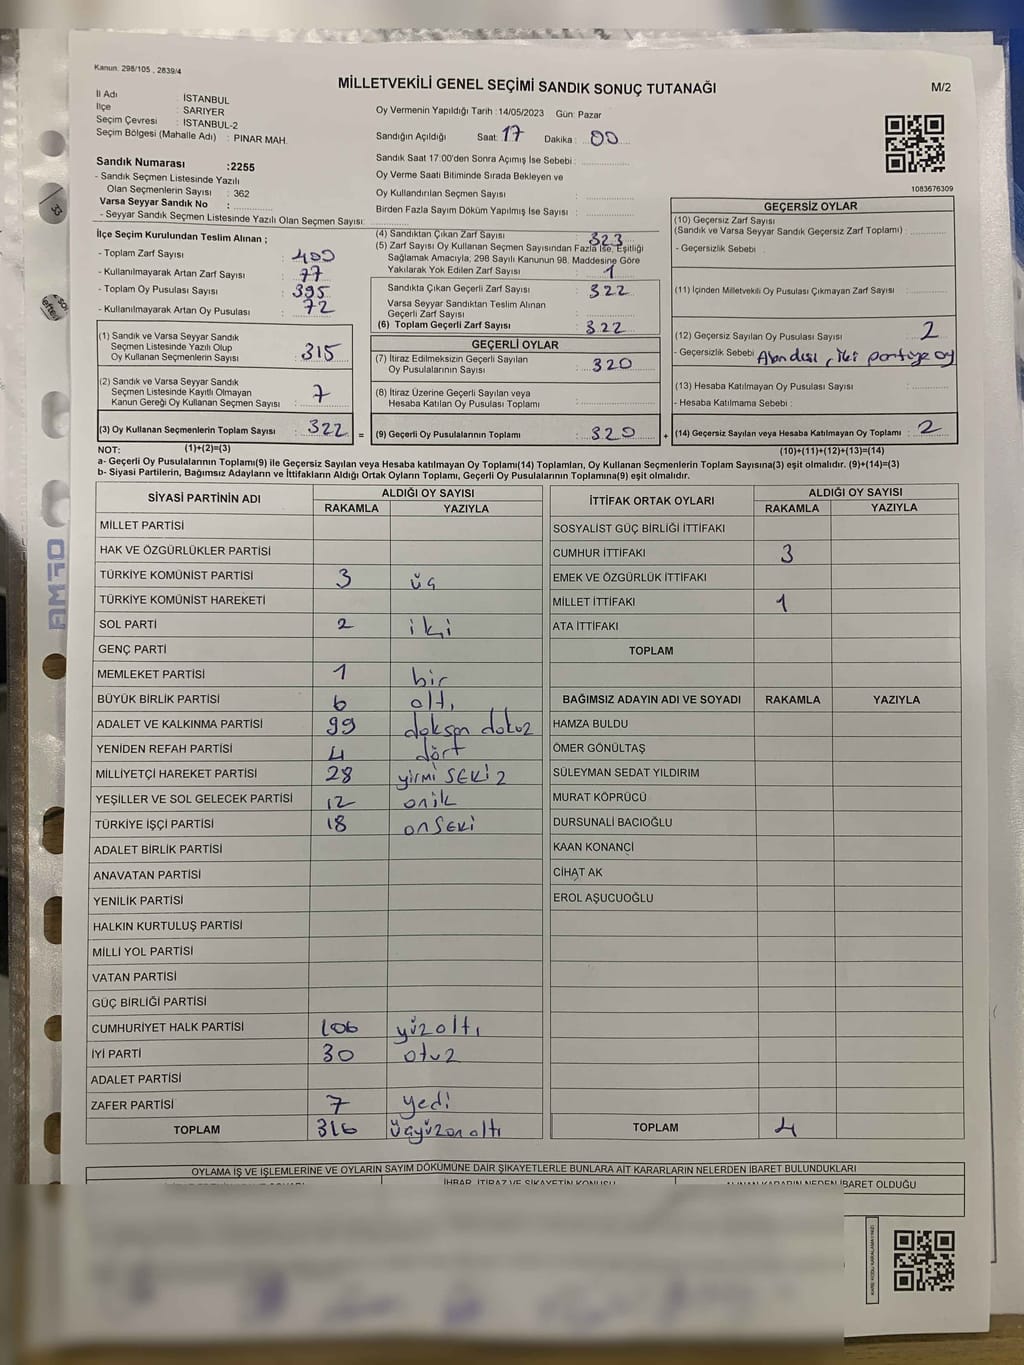 Kanun: 298/105 , 2839/4
MİLLETVEKİLİ GENEL SEÇİMİ SANDIK SONUÇ TUTANAĞI
M/2
İl Adı : İSTANBUL
İlçe : SARIYER
Seçim Çevresi : İSTANBUL-2
Seçim Bölgesi (Mahalle Adı) : PINAR MAH.
Oy Vermenin Yapıldığı Tarih :14/05/2023 Gün: Pazar
Sandığın Açıldığı Saat: 17 Dakika : 00
Sandık Saat 17:00'den Sonra Açımış İse Sebebi :
Oy Verme Saati Bitiminde Sırada Bekleyen ve
Oy Kullandırılan Seçmen Sayısı :
Birden Fazla Sayım Döküm Yapılmış İse Sayısı :
1083676309
Sandık Numarası :2255
- Sandık Seçmen Listesinde Yazılı
Olan Seçmenlerin Sayısı : 362
Varsa Seyyar Sandık No :
- Seyyar Sandık Seçmen Listesinde Yazılı Olan Seçmen Sayısı:
İlçe Seçim Kurulundan Teslim Alınan ;
- Toplam Zarf Sayısı : 400
- Kullanılmayarak Artan Zarf Sayısı : 77
- Toplum Oy Pusulası Sayısı : 395
- Kullanılmayarak Artan Oy Pusulası : 72
(4) Sandıktan Çıkan Zarf Sayısı : 323
(5) Zarf Sayısı Oy Kullanan Seçmen Sayısından Fazla İse, Eşitliği
Sağlamak Amacıyla; 298 Sayılı Kanunun 98. Maddesine Göre
Yakılarak Yok Edilen Zarf Sayısı : 1
Sandıkta Çıkan Geçerli Zarf Sayısı : 322
Varsa Seyyar Sandıktan Teslim Alınan
Geçerli Zarf Sayısı :
(6) Toplam Geçerli Zarf Sayısı : 322
GEÇERSİZ OYLAR
(10) Geçersiz Zarf Sayısı
(Sandık ve Varsa Seyyar Sandık Geçersiz Zarf Toplamı) :
- Geçersizlik Sebebi :
(11) İçinden Milletvekili Oy Pusulası Çıkmayan Zarf Sayısı :
(12) Geçersiz Sayılan Oy Pusulası Sayısı : 2
- Geçersizlik Sebebi : Alandışı, iki partiye oy
(13) Hesaba Katılmayan Oy Pusulası Sayısı :
- Hesaba Katılmama Sebebi :
(14) Geçersiz Sayılan veya Hesaba Katılmayan Oy Toplamı : 2
(10)+(11)+(12)+(13)=(14)
(1) Sandık ve Varsa Seyyar Sandık
Seçmen Listesinde Yazılı Olup
Oy Kullanan Seçmenlerin Sayısı : 315
(2) Sandık ve Varsa Seyyar Sandık
Seçmen Listesinde Kayıtlı Olmayan
Kanun Gereği Oy Kullanan Seçmen Sayısı : 7
(3) Oy Kullanan Seçmenlerin Toplam Sayısı : 322
GEÇERLİ OYLAR
(7) İtiraz Edilmeksizin Geçerli Sayılan
Oy Pusulalarının Sayısı : 320
(8) İtiraz Üzerine Geçerli Sayılan veya
Hesaba Katılan Oy Pusulası Toplamı :
= (9) Geçerli Oy Pusulalarının Toplamı : 320 +
NOT: (1)+(2)=(3)
a- Geçerli Oy Pusulalarının Toplamı(9) ile Geçersiz Sayılan veya Hesaba katılmayan Oy Toplamı(14) Toplamları, Oy Kullanan Seçmenlerin Toplam Sayısına(3) eşit olmalıdır. (9)+(14)=(3)
b- Siyasi Partilerin, Bağımsız Adayların ve İttifakların Aldığı Ortak Oyların Toplamı, Geçerli Oy Pusulalarının Toplamına(9) eşit olmalıdır.
SİYASİ PARTİNİN ADI ALDIĞI OY SAYISI
RAKAMLA YAZIYLA
MİLLET PARTİSİ
HAK VE ÖZGÜRLÜKLER PARTİSİ
TÜRKİYE KOMÜNİST PARTİSİ 3 üç
TÜRKİYE KOMÜNİST HAREKETİ
SOL PARTİ 2 iki
GENÇ PARTİ
MEMLEKET PARTİSİ 1 bir
BÜYÜK BİRLİK PARTİSİ 6 altı
ADALET VE KALKINMA PARTİSİ 99 doksan dokuz
YENİDEN REFAH PARTİSİ 4 dört
MİLLİYETÇİ HAREKET PARTİSİ 28 yirmi SEKİZ
YEŞİLLER VE SOL GELECEK PARTİSİ 12 onik
TÜRKİYE İŞÇİ PARTİSİ 18 onSEKİ
ADALET BİRLİK PARTİSİ
ANAVATAN PARTİSİ
YENİLİK PARTİSİ
HALKIN KURTULUŞ PARTİSİ
MİLLİ YOL PARTİSİ
VATAN PARTİSİ
GÜÇ BİRLİĞİ PARTİSİ
CUMHURİYET HALK PARTİSİ 106 yüzaltı
İYİ PARTİ 30 otuz
ADALET PARTİSİ
ZAFER PARTİSİ 7 yedi
TOPLAM 316 üçyüzonaltı
İTTİFAK ORTAK OYLARI ALDIĞI OY SAYISI
RAKAMLA YAZIYLA
SOSYALİST GÜÇ BİRLİĞİ İTTİFAKI
CUMHUR İTTİFAKI 3
EMEK VE ÖZGÜRLÜK İTTİFAKI
MİLLET İTTİFAKI 1
ATA İTTİFAKI
TOPLAM
BAĞIMSIZ ADAYIN ADI VE SOYADI RAKAMLA YAZIYLA
HAMZA BULDU
ÖMER GÖNÜLTAŞ
SÜLEYMAN SEDAT YILDIRIM
MURAT KÖPRÜCÜ
DURSUNALİ BACIOĞLU
KAAN KONANÇİ
CİHAT AK
EROL AŞUCUOĞLU
TOPLAM 4
OYLAMA İŞ VE İŞLEMLERİNE VE OYLARIN SAYIM DÖKÜMÜNE DAİR ŞİKAYETLERLE BUNLARA AİT KARARLARIN NELERDEN İBARET BULUNDUKLARI
İHBAR, İTİRAZ VE ŞİKAYETİN KONUSU
ALINAN KARARIN NEDEN İBARET OLDUĞU
AMFO